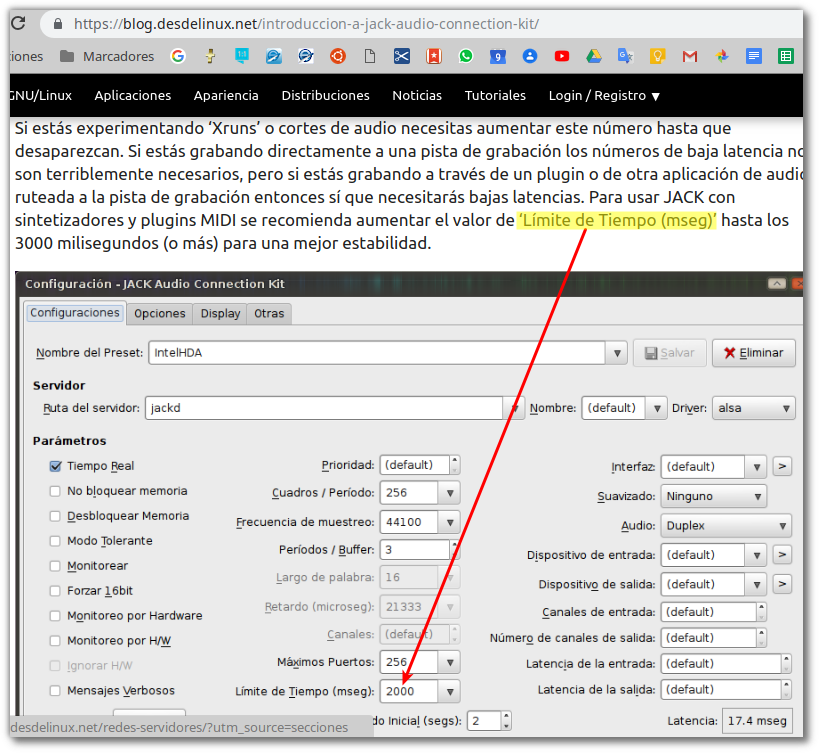 https://blog.desdelinux.net/introduccion-a-jack-audio-connection-kit/
iones Marcadores
GNU/Linux Aplicaciones Apariencia Distribuciones Noticias Tutoriales Login / Registro ▼
Si estás experimentando ‘Xruns’ o cortes de audio necesitas aumentar este número hasta que
desaparezcan. Si estás grabando directamente a una pista de grabación los números de baja latencia no
son terriblemente necesarios, pero si estás grabando a través de un plugin o de otra aplicación de audio
ruteada a la pista de grabación entonces sí que necesitarás bajas latencias. Para usar JACK con
sintetizadores y plugins MIDI se recomienda aumentar el valor de ‘Límite de Tiempo (mseg)’ hasta los
3000 milisegundos (o más) para una mejor estabilidad.
Configuración - JACK Audio Connection Kit
Configuraciones Opciones Display Otras
Nombre del Preset: IntelHDA Salvar Eliminar
Servidor
Ruta del servidor: jackd Nombre: (default) Driver: alsa
Parámetros
Tiempo Real Prioridad: (default) Interfaz: (default) >
No bloquear memoria Cuadros / Período: 256 Suavizado: Ninguno
Desbloquear Memoria Frecuencia de muestreo: 44100 Audio: Duplex
Modo Tolerante Períodos / Buffer: 3 Dispositivo de entrada: (default) >
Monitorear Largo de palabra: 16 Dispositivo de salida: (default) >
Forzar 16bit Retardo (microseg): 21333 Canales de entrada: (default)
Monitoreo por Hardware Canales: (default) Número de canales de salida: (default)
Monitoreo por H/W Máximos Puertos: 256 Latencia de la entrada: (default)
Ignorar H/W
Mensajes Verbosos Límite de Tiempo (mseg): 2000 Latencia de la salida: (default)
desdelinux.net/redes-servidores/?utm_source=secciones do Inicial (segs): 2 Latencia: 17.4 mseg